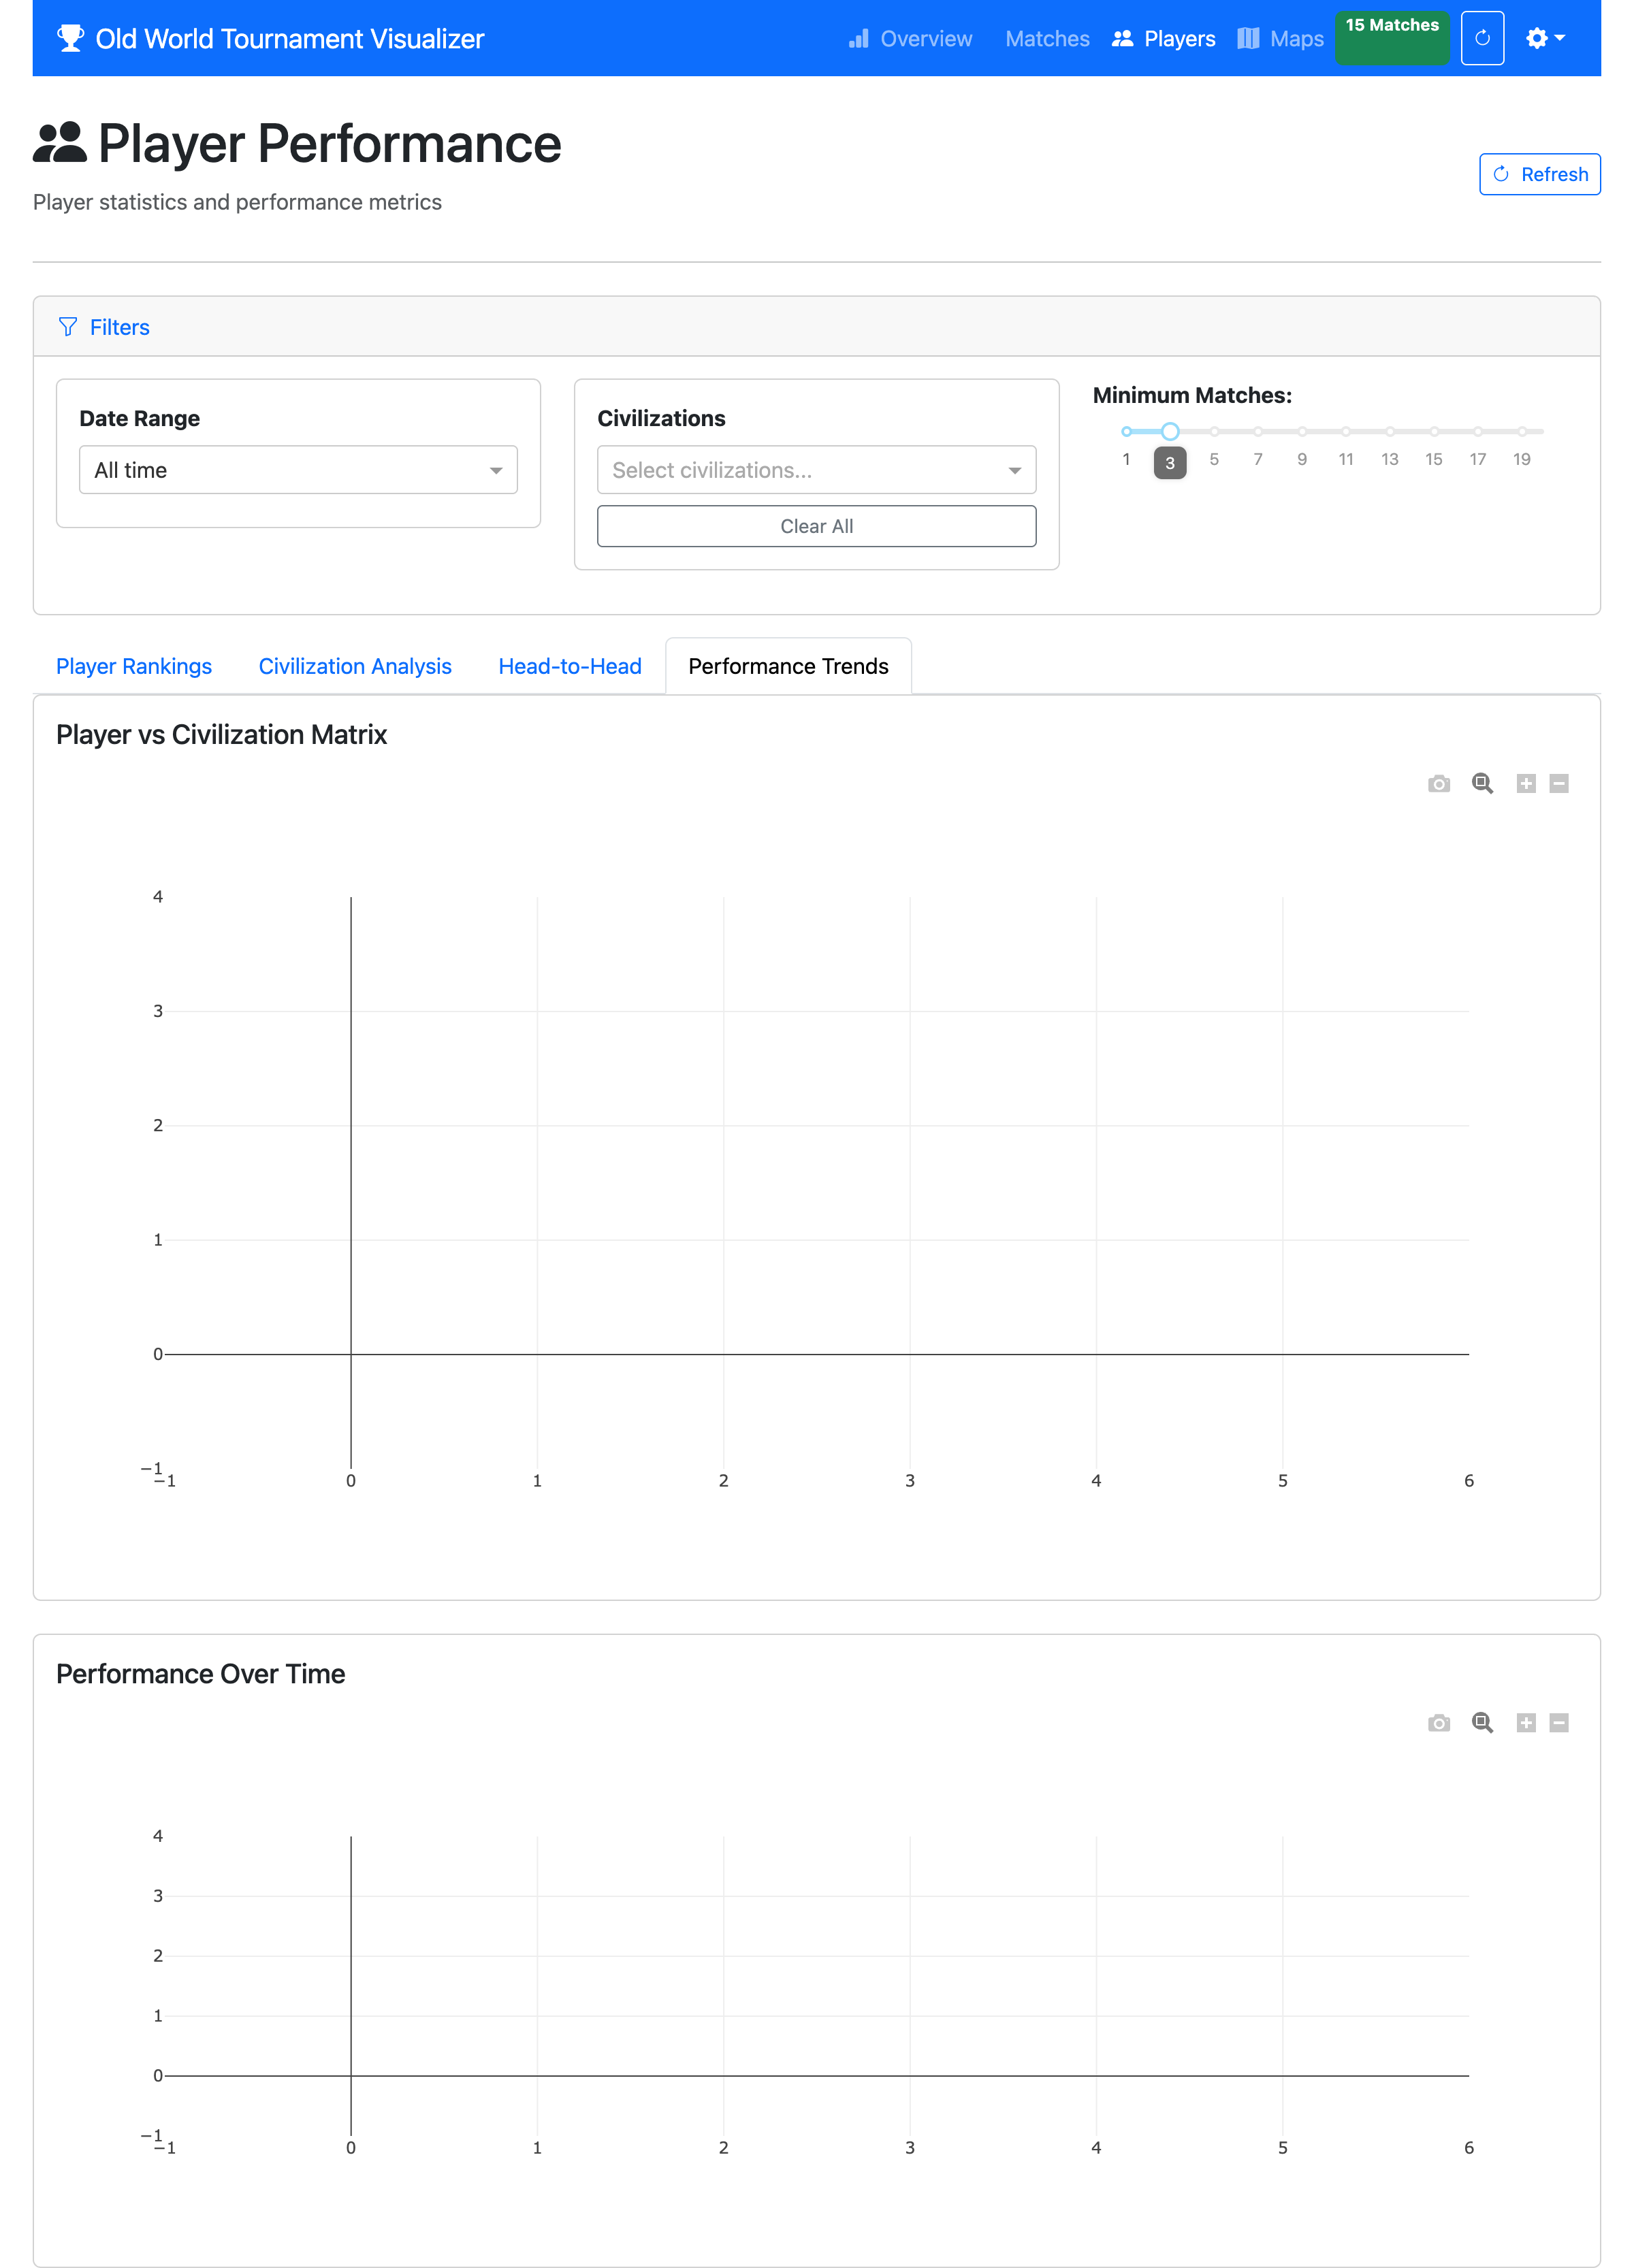 Old World Tournament Visualizer
Overview
Matches
Players
Maps
15 Matches
Player Performance
Player statistics and performance metrics
Refresh
Filters
Date Range
All time
Civilizations
Select civilizations...
Clear All
Minimum Matches:
1 3 5 7 9 11 13 15 17 19
Player Rankings
Civilization Analysis
Head-to-Head
Performance Trends
Player vs Civilization Matrix
4
3
2
1
0
−1
−1 0 1 2 3 4 5 6
Performance Over Time
4
3
2
1
0
−1
−1 0 1 2 3 4 5 6